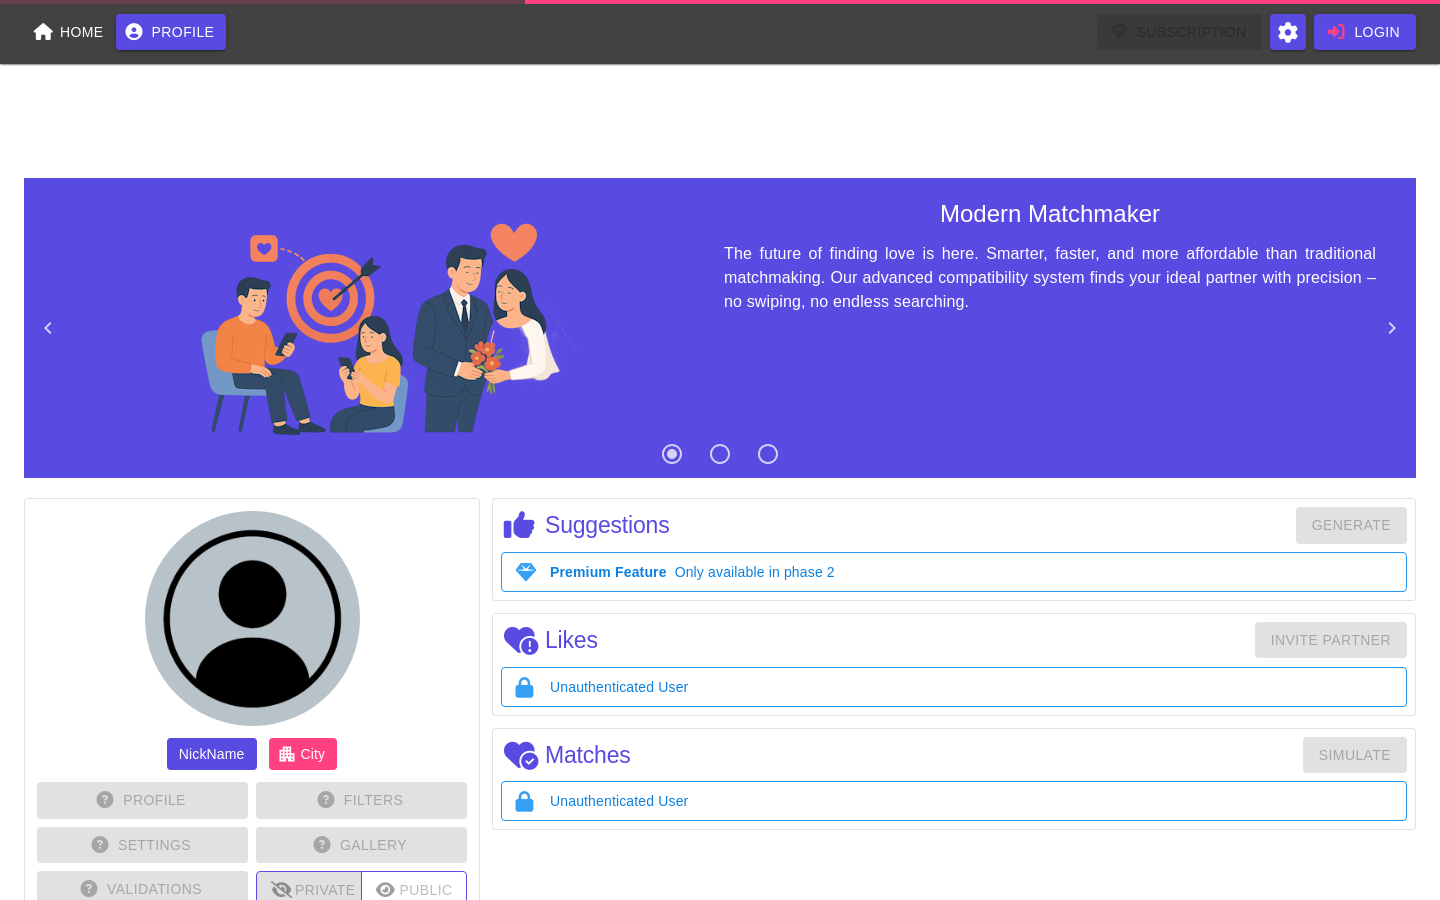 HOME
PROFILE
SUBSCRIPTION
LOGIN
Modern Matchmaker
The future of finding love is here. Smarter, faster, and more affordable than traditional
matchmaking. Our advanced compatibility system finds your ideal partner with precision –
no swiping, no endless searching.
NickName
City
PROFILE
FILTERS
SETTINGS
GALLERY
VALIDATIONS
PRIVATE
PUBLIC
Suggestions
GENERATE
Premium Feature Only available in phase 2
Likes
INVITE PARTNER
Unauthenticated User
Matches
SIMULATE
Unauthenticated User